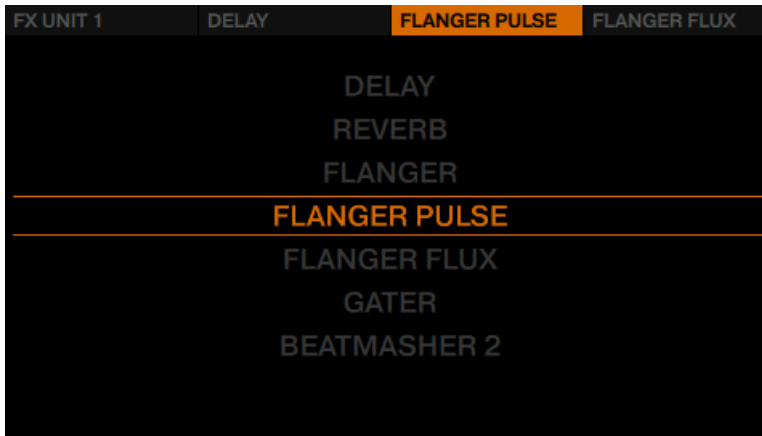 FX UNIT 1 DELAY FLANGER PULSE FLANGER FLUX
DELAY
REVERB
FLANGER
FLANGER PULSE
FLANGER FLUX
GATER
BEATMASHER 2